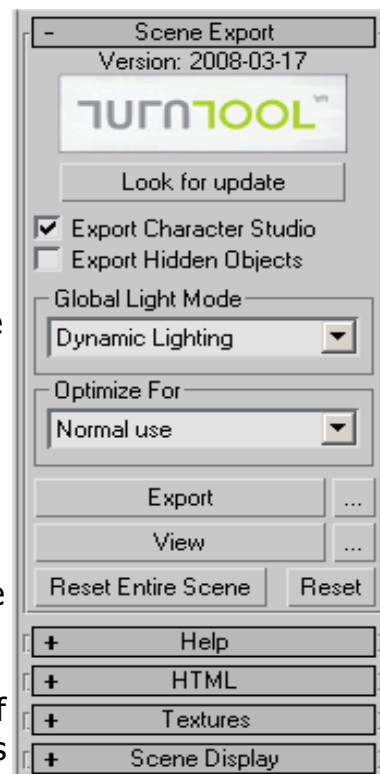 - Scene Export
Version: 2008-03-17
TURNTOOL™
Look for update
Export Character Studio
Export Hidden Objects
Global Light Mode
Dynamic Lighting
Optimize For
Normal use
Export ...
View ...
Reset Entire Scene Reset
+ Help
+ HTML
+ Textures
+ Scene Display